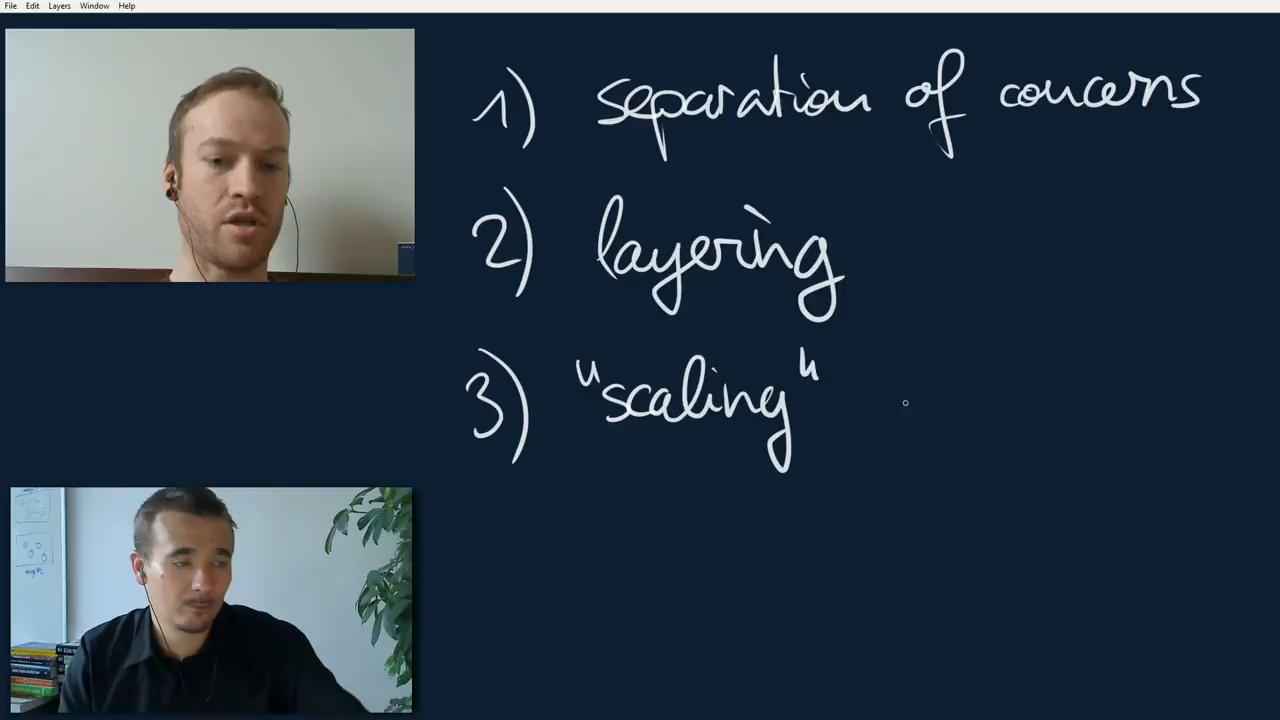 File Edit Layers Window Help
1) separation of concerns
2) layering
3) "scaling"